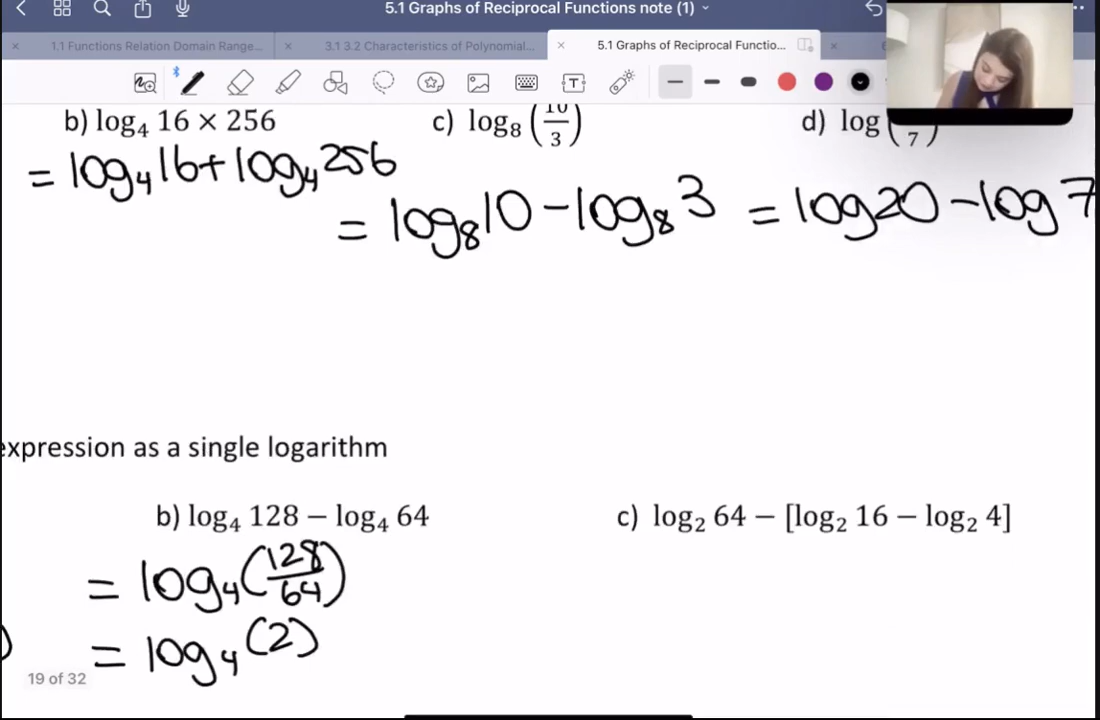 5.1 Graphs of Reciprocal Functions note (1)
1.1 Functions Relation Domain Range...
3.1 3.2 Characteristics of Polynomial...
5.1 Graphs of Reciprocal Functio...
b) log₄ 16 × 256
c) log₈ (10/3)
d) log ( 7)
= log₄16 + log₄256
= log₈10 - log₈3
= log20 - log7
expression as a single logarithm
b) log₄ 128 − log₄ 64
c) log₂ 64 − [log₂ 16 − log₂ 4]
= log₄(128/64)
= log₄(2)
19 of 32